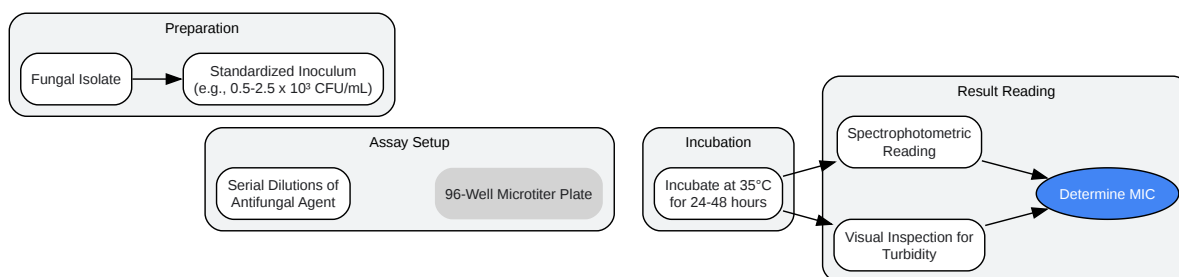 Preparation
Fungal Isolate
Standardized Inoculum
(e.g., 0.5-2.5 x 10³ CFU/mL)
Assay Setup
Serial Dilutions of
Antifungal Agent
96-Well Microtiter Plate
Incubation
Incubate at 35°C
for 24-48 hours
Result Reading
Spectrophotometric
Reading
Visual Inspection for
Turbidity
Determine MIC